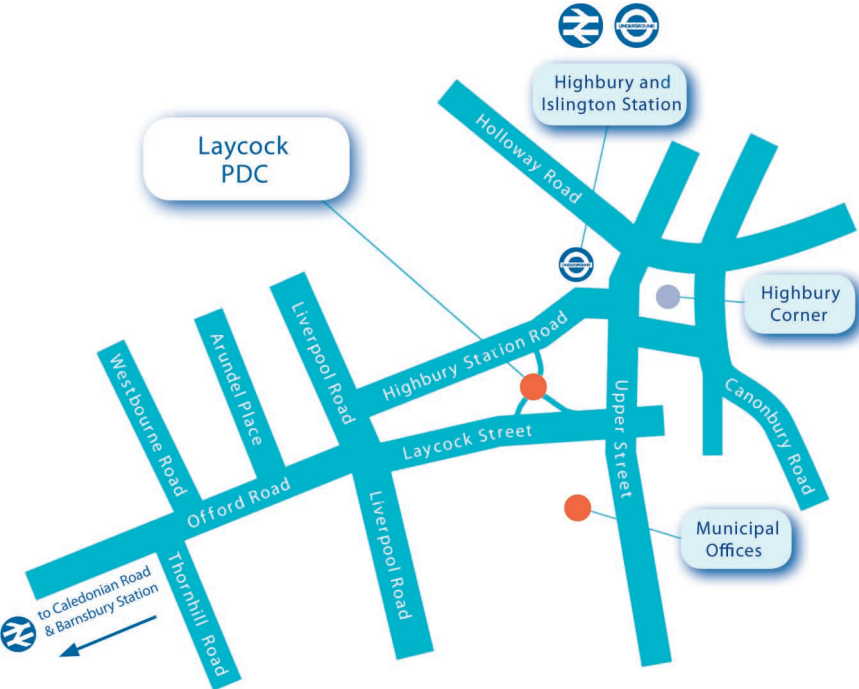 UNDERGROUND
Highbury and
Islington Station
Laycock
PDC
Holloway Road
UNDERGROUND
Highbury
Corner
Liverpool Road
Highbury Station Road
Arundel Place
Westbourne Road
Upper Street
Canonbury Road
Laycock Street
Offord Road
Liverpool Road
Municipal
Offices
Thornhill Road
to Caledonian Road
& Barnsbury Station